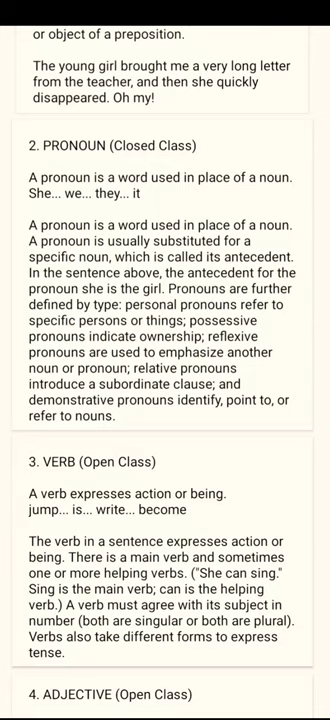 or object of a preposition.
The young girl brought me a very long letter
from the teacher, and then she quickly
disappeared. Oh my!
2. PRONOUN (Closed Class)
A pronoun is a word used in place of a noun.
She... we... they... it
A pronoun is a word used in place of a noun.
A pronoun is usually substituted for a
specific noun, which is called its antecedent.
In the sentence above, the antecedent for the
pronoun she is the girl. Pronouns are further
defined by type: personal pronouns refer to
specific persons or things; possessive
pronouns indicate ownership; reflexive
pronouns are used to emphasize another
noun or pronoun; relative pronouns
introduce a subordinate clause; and
demonstrative pronouns identify, point to, or
refer to nouns.
3. VERB (Open Class)
A verb expresses action or being.
jump... is... write... become
The verb in a sentence expresses action or
being. There is a main verb and sometimes
one or more helping verbs. ("She can sing."
Sing is the main verb; can is the helping
verb.) A verb must agree with its subject in
number (both are singular or both are plural).
Verbs also take different forms to express
tense.
4. ADJECTIVE (Open Class)